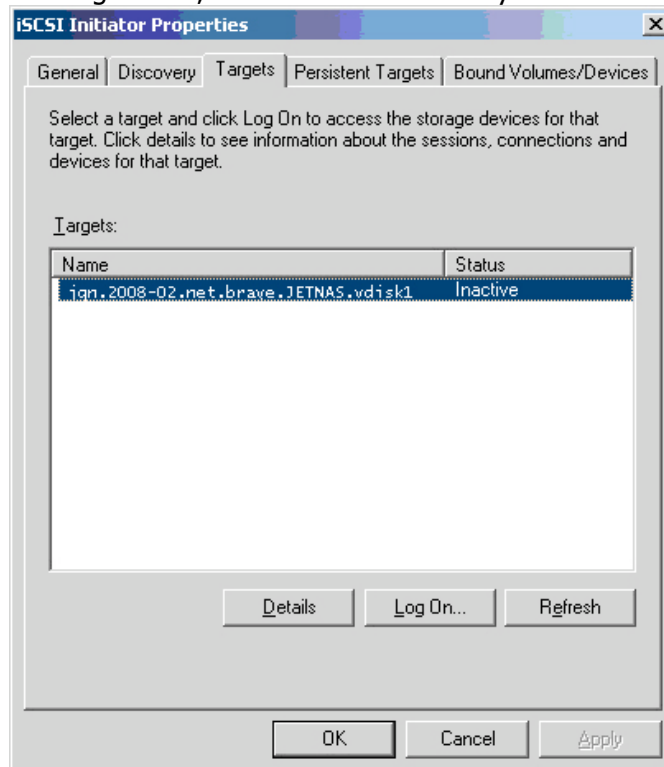 iSCSI Initiator Properties
General Discovery Targets Persistent Targets Bound Volumes/Devices
Select a target and click Log On to access the storage devices for that
target. Click details to see information about the sessions, connections and
devices for that target.
Targets:
Name Status
iqn.2008-02.net.brave.JETNAS.vdisk1 Inactive
Details Log On... Refresh
OK Cancel Apply